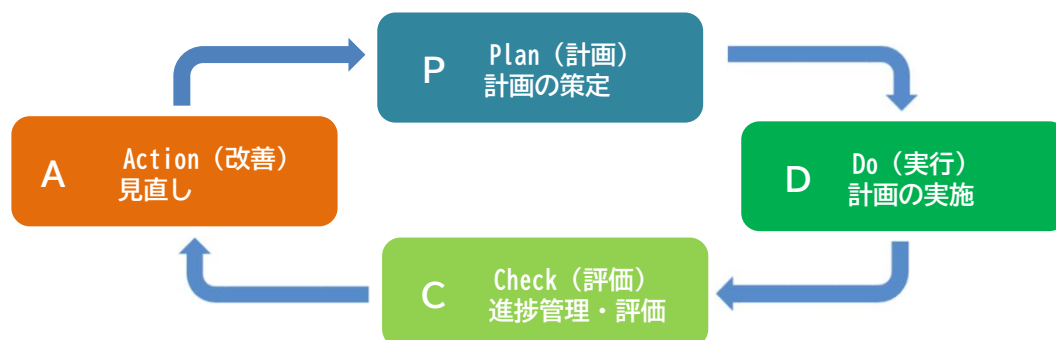 P
Plan（計画）
計画の策定
A
Action（改善）
見直し
D
Do（実行）
計画の実施
C
Check（評価）
進捗管理・評価